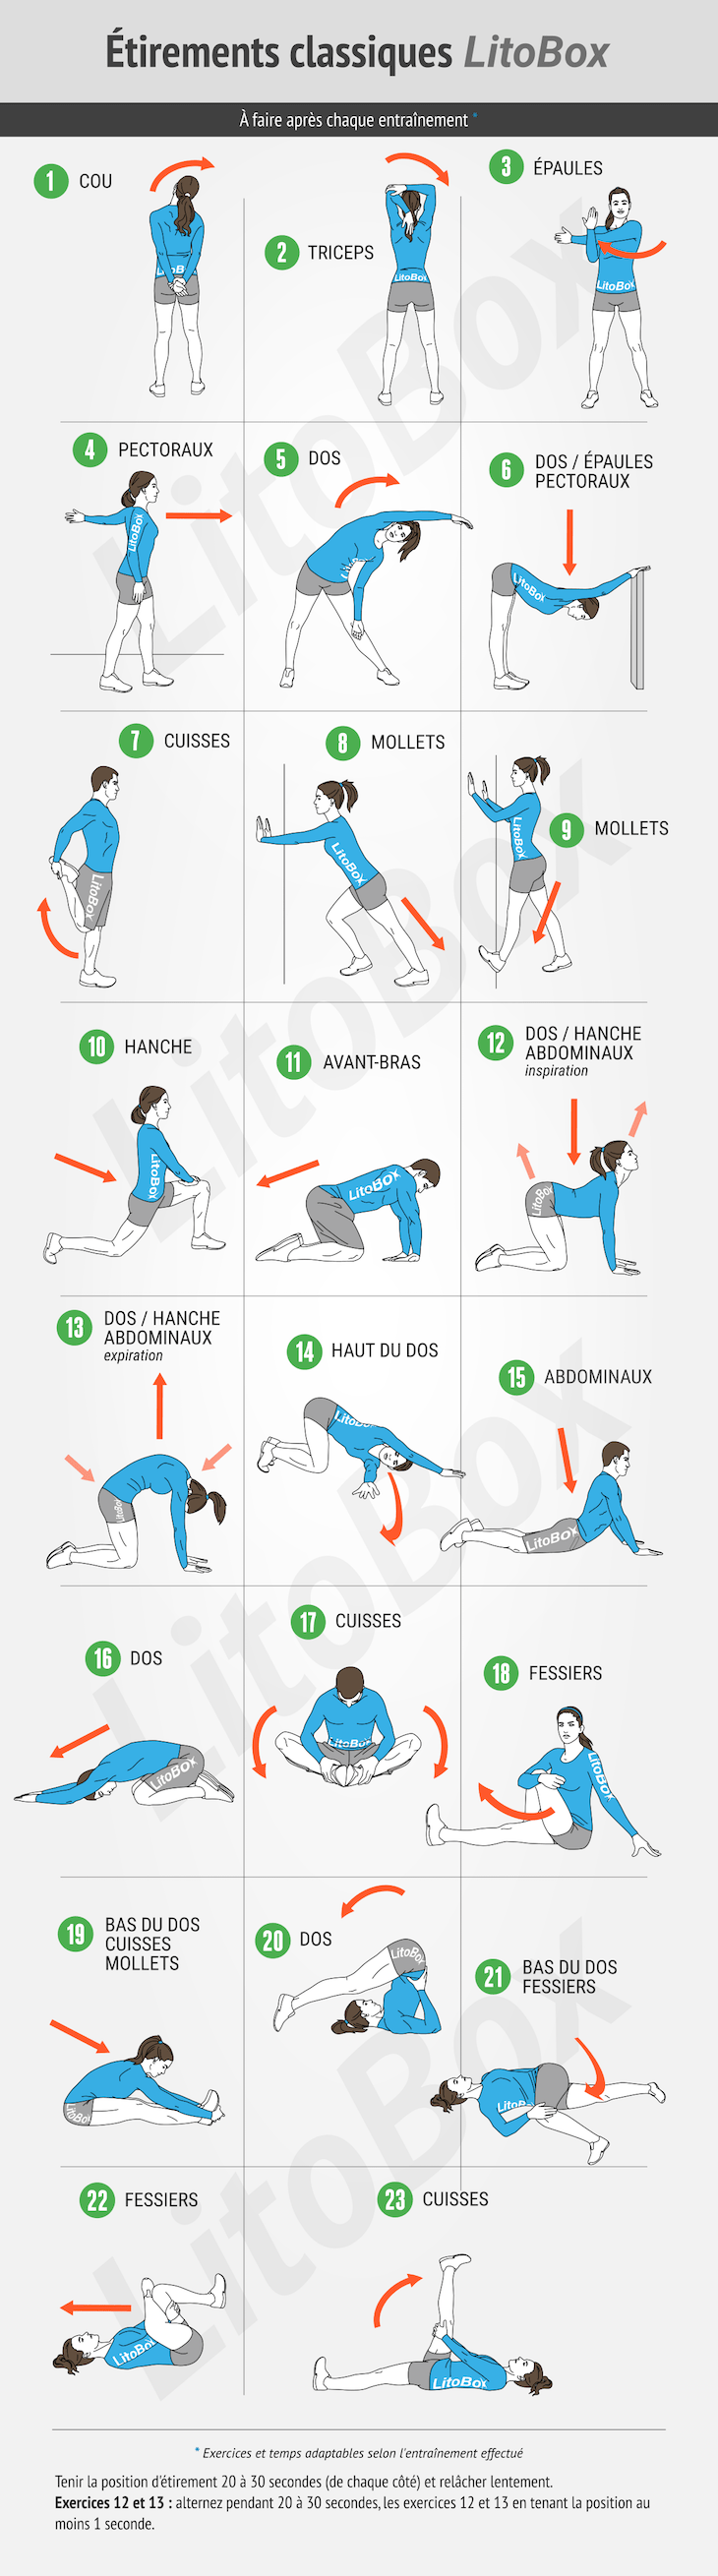 Étirements classiques LitoBox
À faire après chaque entraînement *
1 COU
2 TRICEPS
3 ÉPAULES
4 PECTORAUX
5 DOS
6 DOS / ÉPAULES
PECTORAUX
7 CUISSES
8 MOLLETS
9 MOLLETS
10 HANCHE
11 AVANT-BRAS
12 DOS / HANCHE
ABDOMINAUX
inspiration
13 DOS / HANCHE
ABDOMINAUX
expiration
14 HAUT DU DOS
15 ABDOMINAUX
16 DOS
17 CUISSES
18 FESSIERS
19 BAS DU DOS
CUISSES
MOLLETS
20 DOS
21 BAS DU DOS
FESSIERS
22 FESSIERS
23 CUISSES
* Exercices et temps adaptables selon l'entraînement effectué
Tenir la position d'étirement 20 à 30 secondes (de chaque côté) et relâcher lentement.
Exercices 12 et 13 : alternez pendant 20 à 30 secondes, les exercices 12 et 13 en tenant la position au
moins 1 seconde.